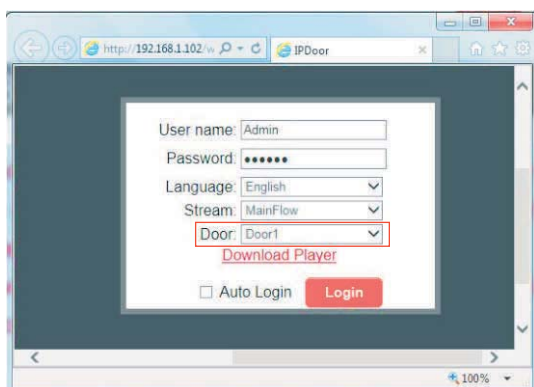 http://192.168.1.102/w
IPDoor
User name: Admin
Password: ••••••
Language: English
Stream: MainFlow
Door: Door1
Download Player
Auto Login
Login
100%